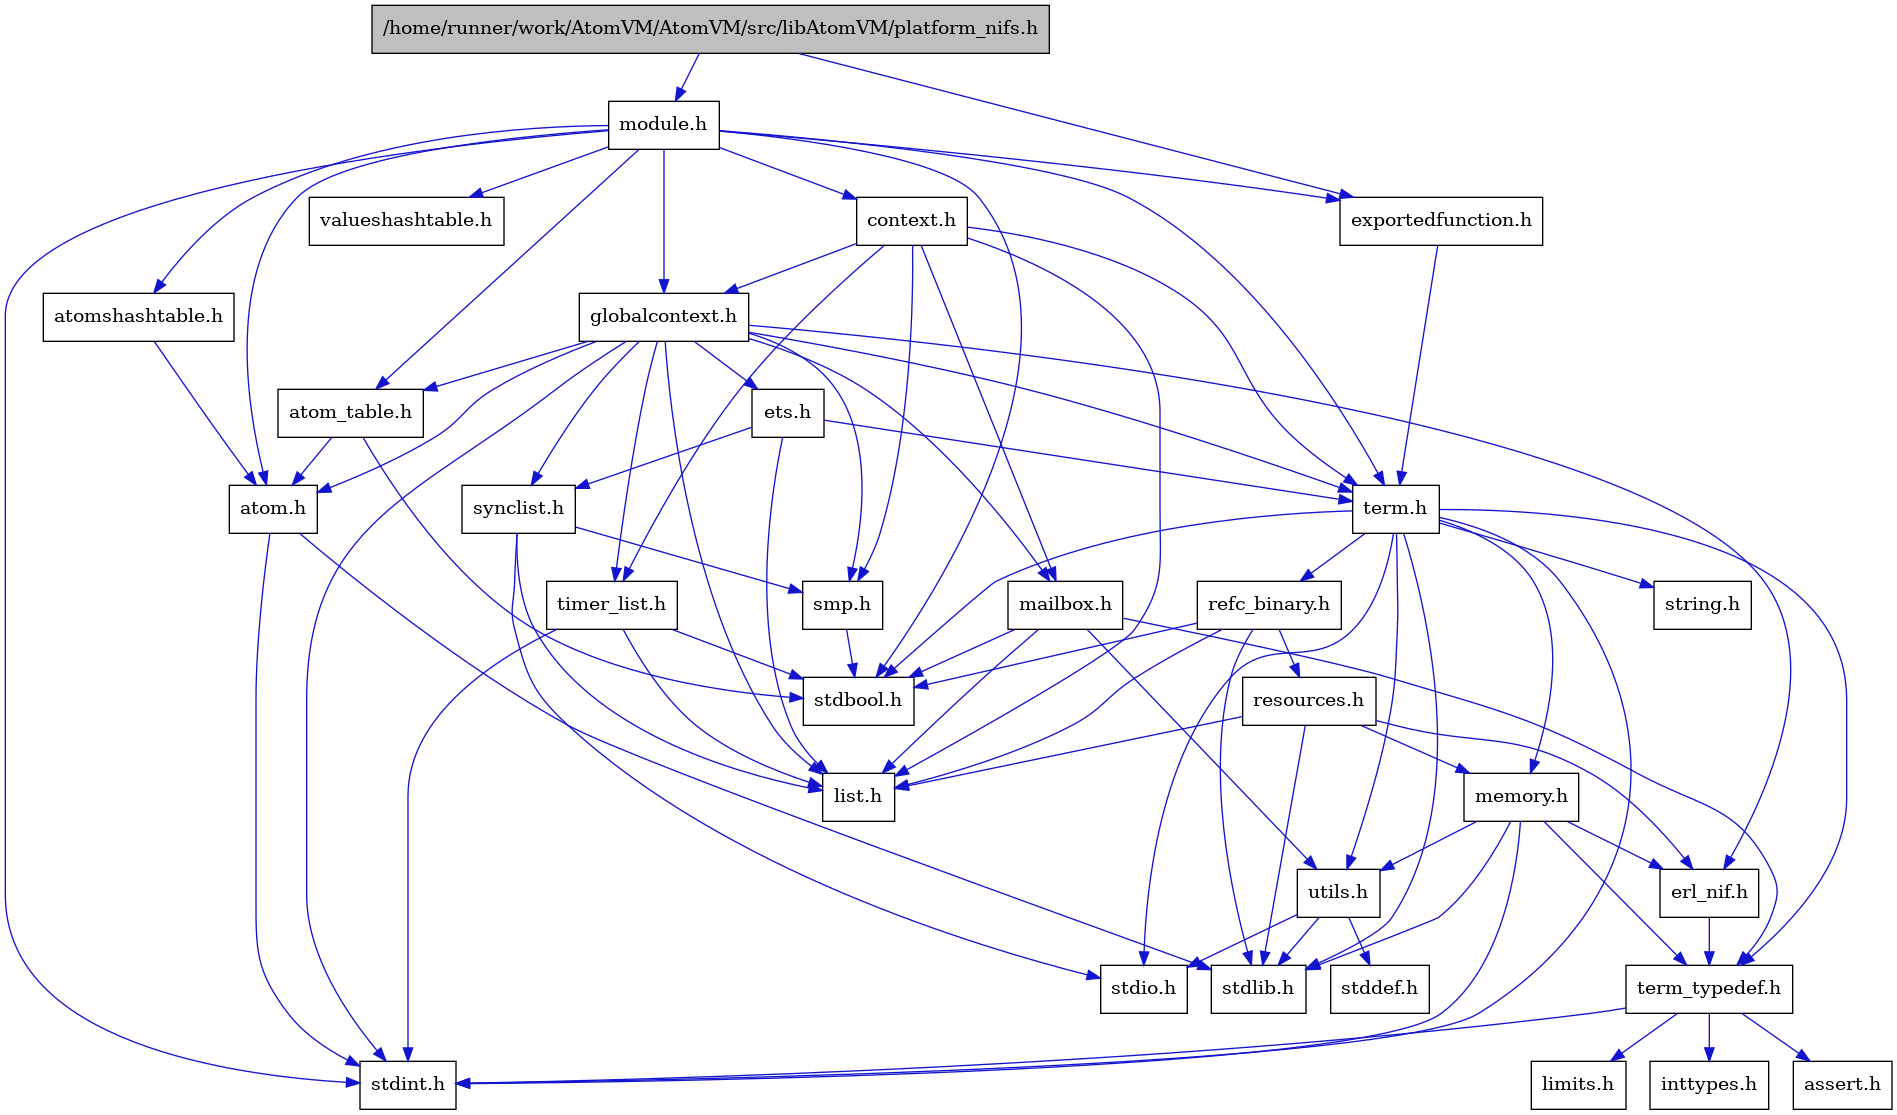 /home/runner/work/AtomVM/AtomVM/src/libAtomVM/platform_nifs.h
module.h
valueshashtable.h
context.h
exportedfunction.h
atomshashtable.h
globalcontext.h
atom_table.h
ets.h
atom.h
synclist.h
term.h
timer_list.h
smp.h
mailbox.h
refc_binary.h
string.h
stdbool.h
resources.h
list.h
memory.h
utils.h
erl_nif.h
stdio.h
stdlib.h
stddef.h
term_typedef.h
stdint.h
limits.h
inttypes.h
assert.h